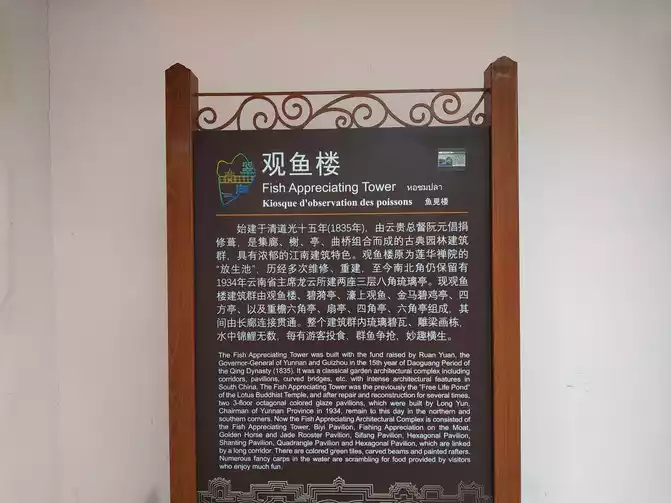 观鱼楼
Fish Appreciating Tower หอชมปลา
Kiosque d'observation des poissons 鱼見楼
始建于清道光十五年(1835年)，由云贵总督阮元倡捐
修葺，是集廊、榭、亭、曲桥组合而成的古典园林建筑
群，具有浓郁的江南建筑特色。观鱼楼原为莲华禅院的
“放生池”，历经多次维修、重建，至今南北角仍保留有
1934年云南省主席龙云所建两座三层八角琉璃亭。现观鱼
楼建筑群由观鱼楼、碧漪亭、濠上观鱼、金马碧鸡亭、四
方亭、以及重檐六角亭、扇亭、四角亭、六角亭组成，其
间由长廊连接贯通。整个建筑群内琉璃碧瓦、雕梁画栋，
水中锦鲤无数，每有游客投食，群鱼争抢，妙趣横生。
The Fish Appreciating Tower was built with the fund raised by Ruan Yuan, the
Governor-General of Yunnan and Guizhou in the 15th year of Daoguang Period of
the Qing Dynasty (1835). It was a classical garden architectural complex including
corridors, pavilions, curved bridges, etc. with intense architectural features in
South China. The Fish Appreciating Tower was the previously the "Free Life Pond"
of the Lotus Buddhist Temple, and after repair and reconstruction for several times,
two 3-floor octagonal colored glaze pavilions, which were built by Long Yun.
Chairman of Yunnan Province in 1934, remain to this day in the northern and
southern corners. Now the Fish Appreciating Architectural Complex is consisted of
the Fish Appreciating Tower, Biyi Pavilion, Fishing Appreciation on the Moat,
Golden Horse and Jade Rooster Pavilion, Sifang Pavilion, Hexagonal Pavilion,
Shanting Pavilion, Quadrangle Pavilion and Hexagonal Pavilion, which are linked
by a long corridor. There are colored green tiles, carved beams and painted rafters.
Numerous fancy carps in the water are scrambling for food provided by visitors
who enjoy much fun.